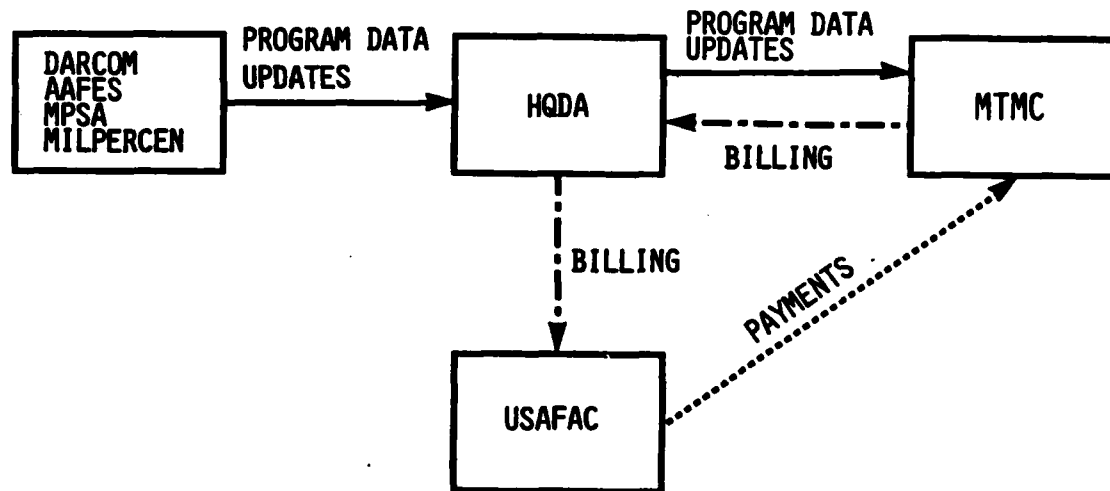 DARCOM
AAFES
MPSA
MILPERCEN
PROGRAM DATA
UPDATES
HQDA
PROGRAM DATA
UPDATES
MTMC
BILLING
BILLING
PAYMENTS
USAFAC